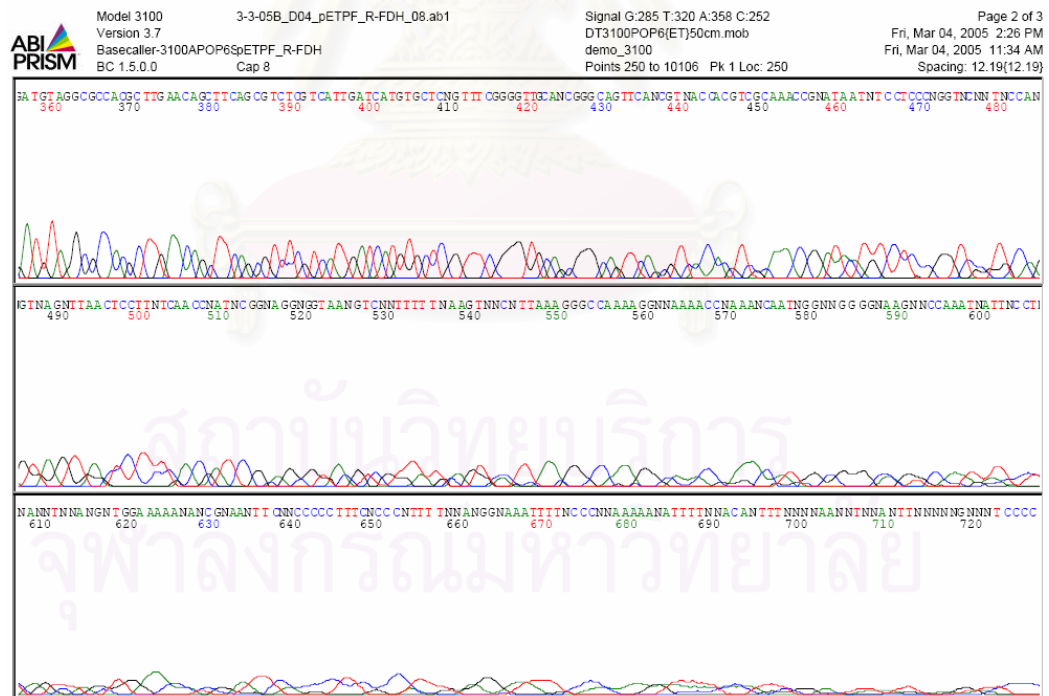 ABI
PRISM
Model 3100
Version 3.7
Basecaller-3100APOP6SpETPF_R-FDH
BC 1.5.0.0
3-3-05B_D04_pETPF_R-FDH_08.ab1
Cap 8
Signal G:285 T:320 A:358 C:252
DT3100POP6{ET}50cm.mob
demo_3100
Points 250 to 10106 Pk 1 Loc: 250
Page 2 of 3
Fri, Mar 04, 2005 2:26 PM
Fri, Mar 04, 2005 11:34 AM
Spacing: 12.19{12.19}
GATGTAGGCGCCACGCTTGAACAGCTTCAGCGTCTCGTCATTGATCATGTGCTCNGTTTCGGGGTTGCANCGGGCAGTTCANCGTNACCACGTCGCAAACCGNATAATNTCCTCCCNGGTNCNNTNCCAN
360 370 380 390 400 410 420 430 440 450 460 470 480
GTNAGNTTAACTCCTTNTCAACCNATNCGGNAGGNGGTAANGTCNNTTTTTNAAGTNNCNTTAAAGGGCCAAAAGGNNAAAACCNAAANCAATNGGNNGGGGNAAGNNCCAAATNATTNCCTT
490 500 510 520 530 540 550 560 570 580 590 600
NANNTNNANGNTGGAAAAAANANCGNAANTTCNNCCCCCTTTCNCCCNTTTTTNNANGGNAAATTTTNCCCNNAAAAANATTTTNNACANTTTNNNNNAANNTNNANTTNNNNNGNNNTCCCC
610 620 630 640 650 660 670 680 690 700 710 720
สถาบันวิทยบริการ
จุฬาลงกรณ์มหาวิทยาลัย